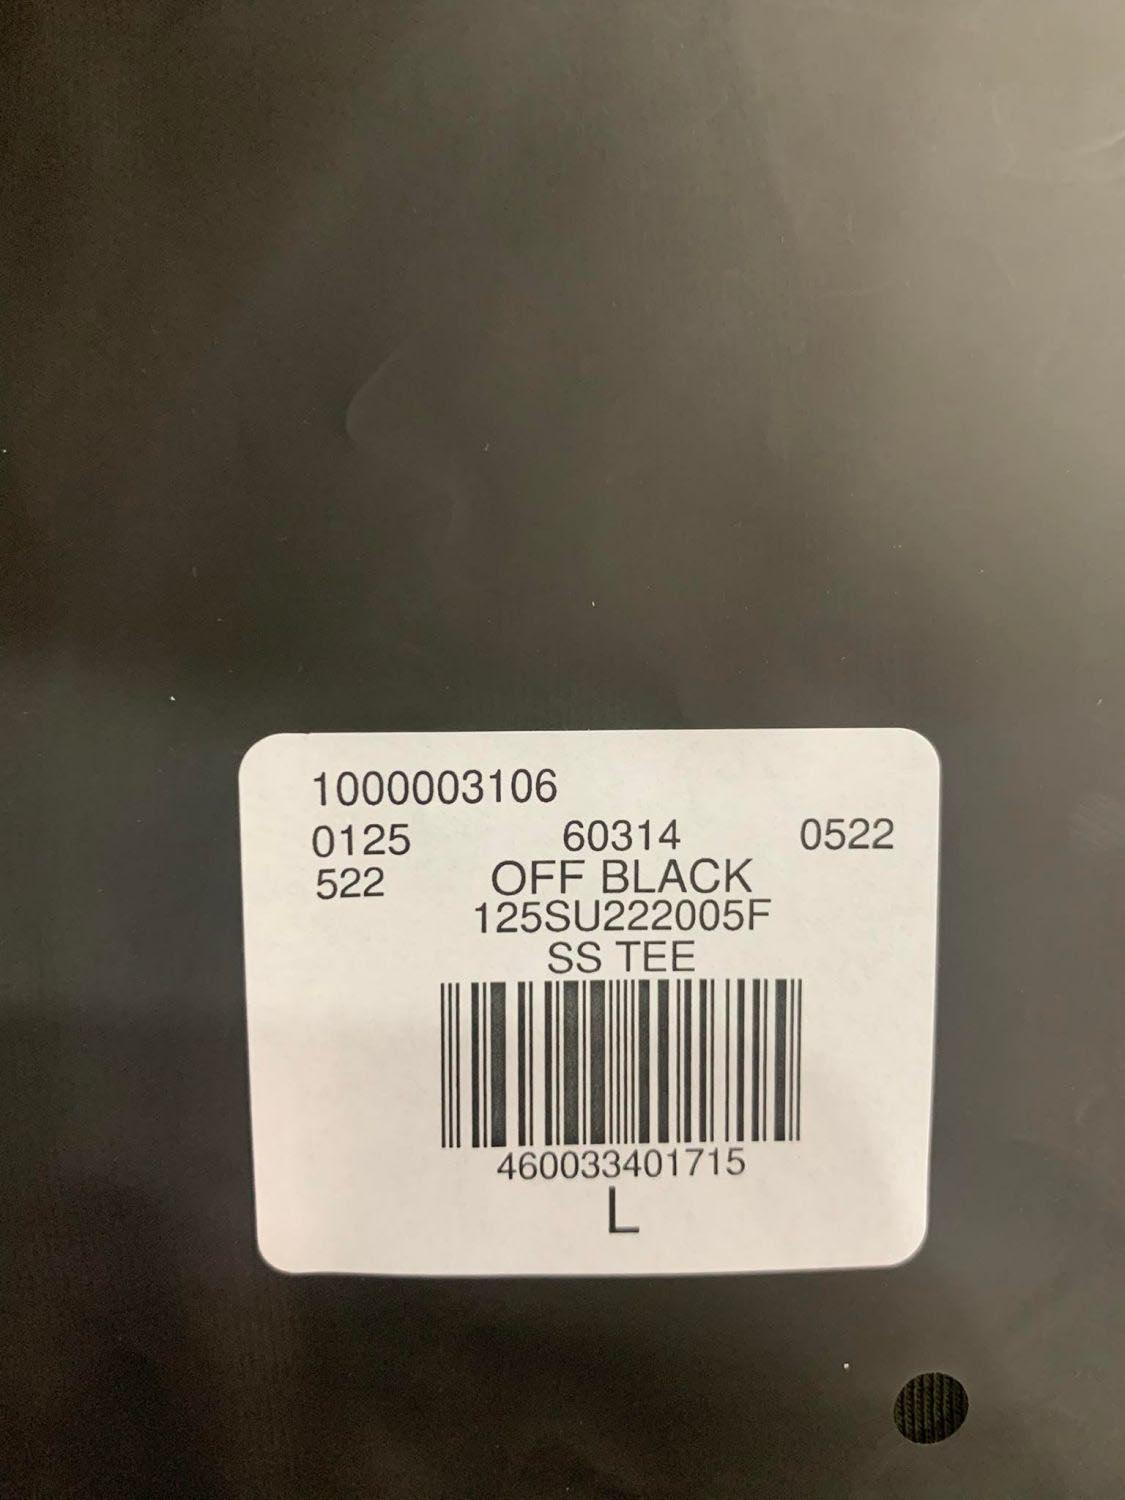 1000003106
0125 60314 0522
522 OFF BLACK
125SU222005F
SS TEE
460033401715
L